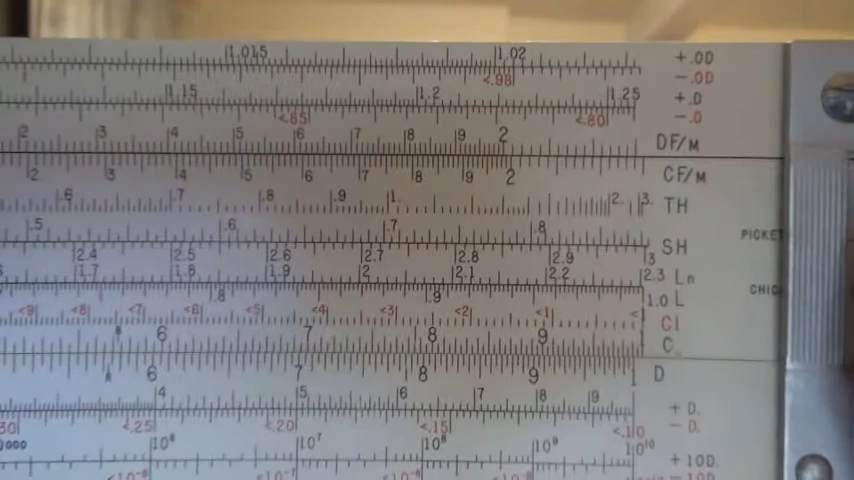 1.015 1.02 +.0D
<.98 -.0D
1.15 1.2 1.25 +.D
<.85 <.80 -.D
2 3 4 5 6 7 8 9 2 DF/M
2 3 4 5 6 7 8 9 2 CF/M
.6 .7 .8 .9 1. 2. 3. TH
.5 .6 .7 .8 SH PICKET
2.4 2.5 2.6 2.7 2.8 2.9 3
1.7 1.8 1.9 2 2.1 2.2 2.3 Ln
.8 .9 1.0 L CHIC
<9 <8 <7 <6 <5 <4 <3 <2 <1 < CI
6 7 8 9 C
6 7 8 9 1 D
4 5 6 7 8 9 + D.
30 <.25 <.20 <.15 <.10 - D.
000 10⁶ 10⁷ 10⁸ 10⁹ 10¹⁰ +10D.
-10D